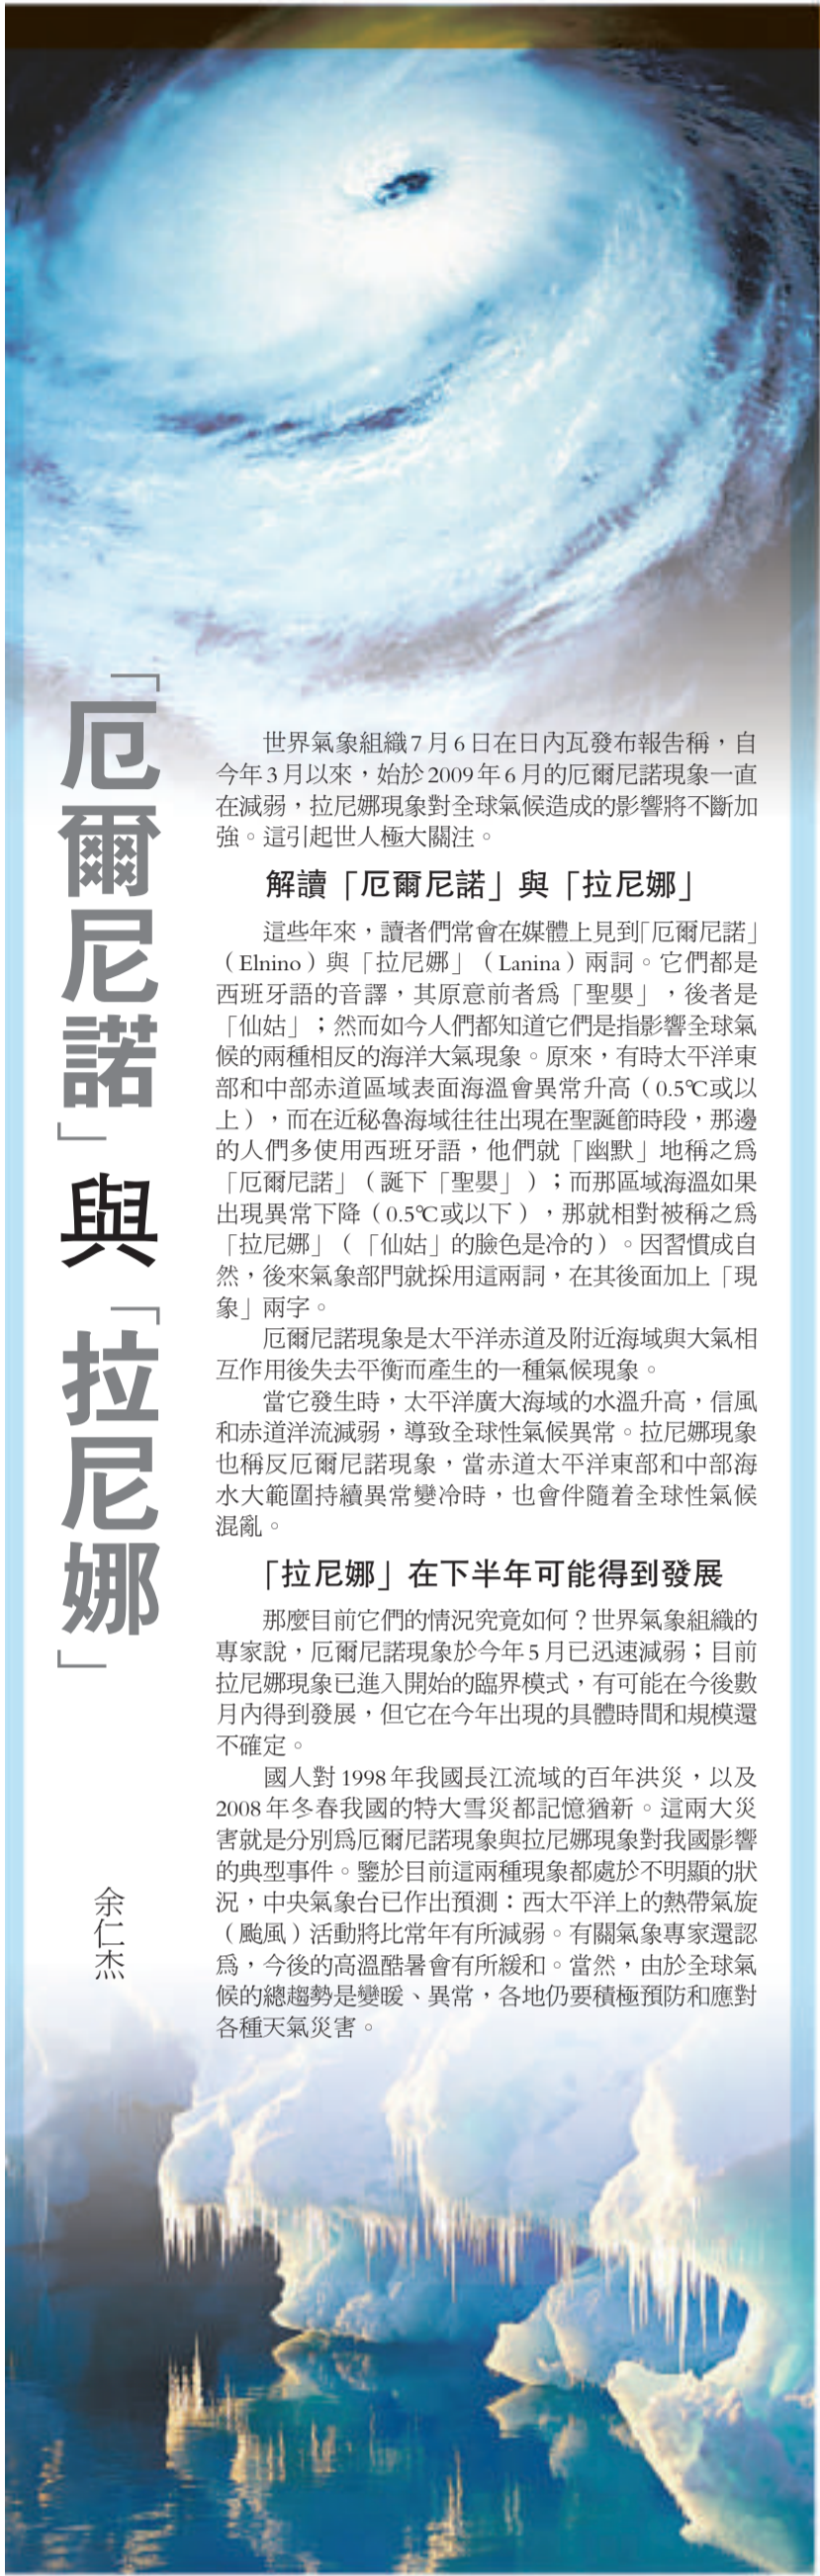 「厄爾尼諾」與「拉尼娜」
余仁杰
世界氣象組織7月6日在日內瓦發布報告稱，自
今年3月以來，始於2009年6月的厄爾尼諾現象一直
在減弱，拉尼娜現象對全球氣候造成的影響將不斷加
強。這引起世人極大關注。
解讀「厄爾尼諾」與「拉尼娜」
這些年來，讀者們常會在媒體上見到「厄爾尼諾」
（Elnino）與「拉尼娜」（Lanina）兩詞。它們都是
西班牙語的音譯，其原意前者爲「聖嬰」，後者是
「仙姑」；然而如今人們都知道它們是指影響全球氣
候的兩種相反的海洋大氣現象。原來，有時太平洋東
部和中部赤道區域表面海溫會異常升高（0.5℃或以
上），而在近秘魯海域往往出現在聖誕節時段，那邊
的人們多使用西班牙語，他們就「幽默」地稱之爲
「厄爾尼諾」（誕下「聖嬰」）；而那區域海溫如果
出現異常下降（0.5℃或以下），那就相對被稱之爲
「拉尼娜」（「仙姑」的臉色是冷的）。因習慣成自
然，後來氣象部門就採用這兩詞，在其後面加上「現
象」兩字。
厄爾尼諾現象是太平洋赤道及附近海域與大氣相
互作用後失去平衡而產生的一種氣候現象。
當它發生時，太平洋廣大海域的水溫升高，信風
和赤道洋流減弱，導致全球性氣候異常。拉尼娜現象
也稱反厄爾尼諾現象，當赤道太平洋東部和中部海
水大範圍持續異常變冷時，也會伴隨着全球性氣候
混亂。
「拉尼娜」在下半年可能得到發展
那麼目前它們的情況究竟如何？世界氣象組織的
專家說，厄爾尼諾現象於今年5月已迅速減弱；目前
拉尼娜現象已進入開始的臨界模式，有可能在今後數
月內得到發展，但它在今年出現的具體時間和規模還
不確定。
國人對1998年我國長江流域的百年洪災，以及
2008年冬春我國的特大雪災都記憶猶新。這兩大災
害就是分別爲厄爾尼諾現象與拉尼娜現象對我國影響
的典型事件。鑒於目前這兩種現象都處於不明顯的狀
況，中央氣象台已作出預測：西太平洋上的熱帶氣旋
（颱風）活動將比常年有所減弱。有關氣象專家還認
爲，今後的高溫酷暑會有所緩和。當然，由於全球氣
候的總趨勢是變暖、異常，各地仍要積極預防和應對
各種天氣災害。